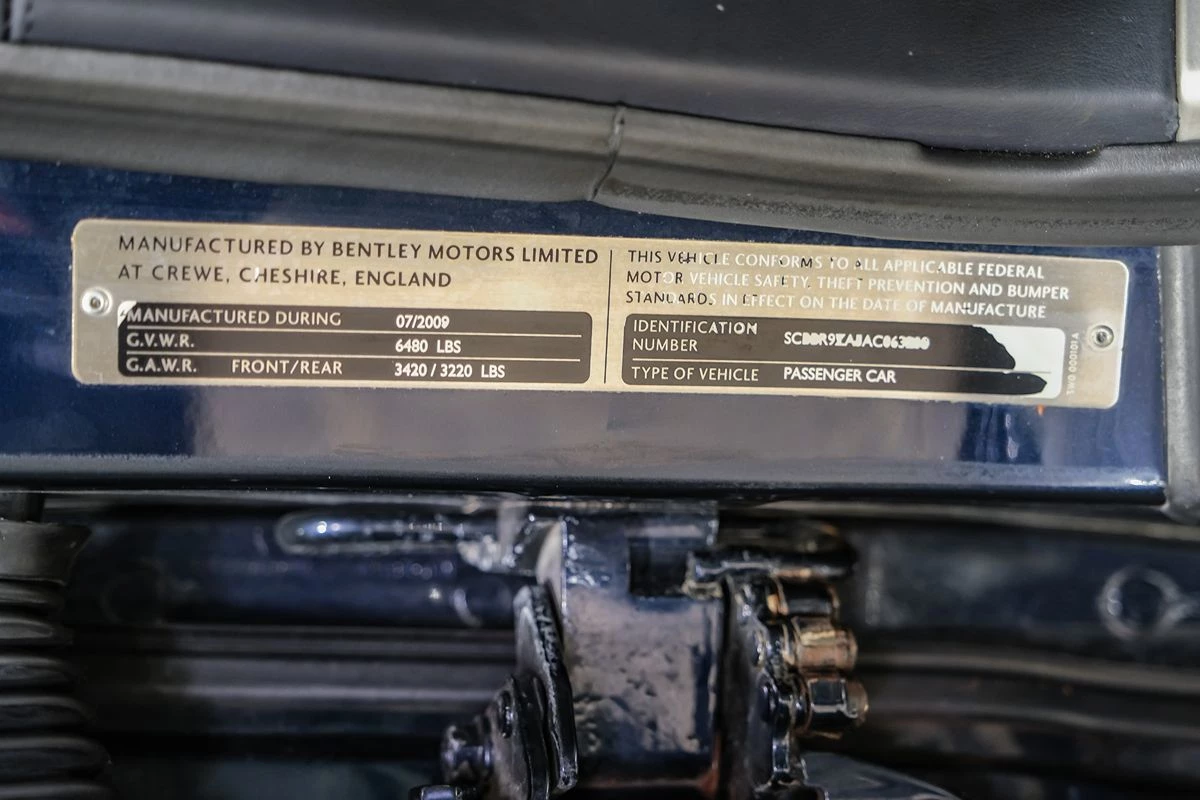 MANUFACTURED BY BENTLEY MOTORS LIMITED
AT CREWE, CHESHIRE, ENGLAND
MANUFACTURED DURING 07/2009
G.V.W.R. 6480 LBS
G.A.W.R. FRONT/REAR 3420 / 3220 LBS
THIS VEHICLE CONFORMS TO ALL APPLICABLE FEDERAL
MOTOR VEHICLE SAFETY, THEFT PREVENTION AND BUMPER
STANDARDS IN EFFECT ON THE DATE OF MANUFACTURE
IDENTIFICATION
NUMBER
TYPE OF VEHICLE PASSENGER CAR
TWO 000101A